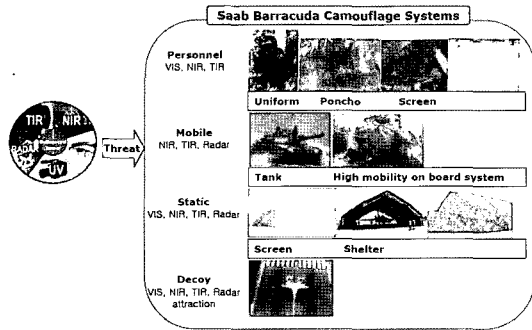 Saab Barracuda Camouflage Systems
Personnel
VIS, NIR, TIR
Uniform Poncho Screen
TIR NIR
RADAR
UV
Threat
Mobile
NIR, TIR, Radar
Tank High mobility on board system
Static
VIS, NIR, TIR, Radar
Screen Shelter
Decoy
VIS, NIR, TIR, Radar
attraction